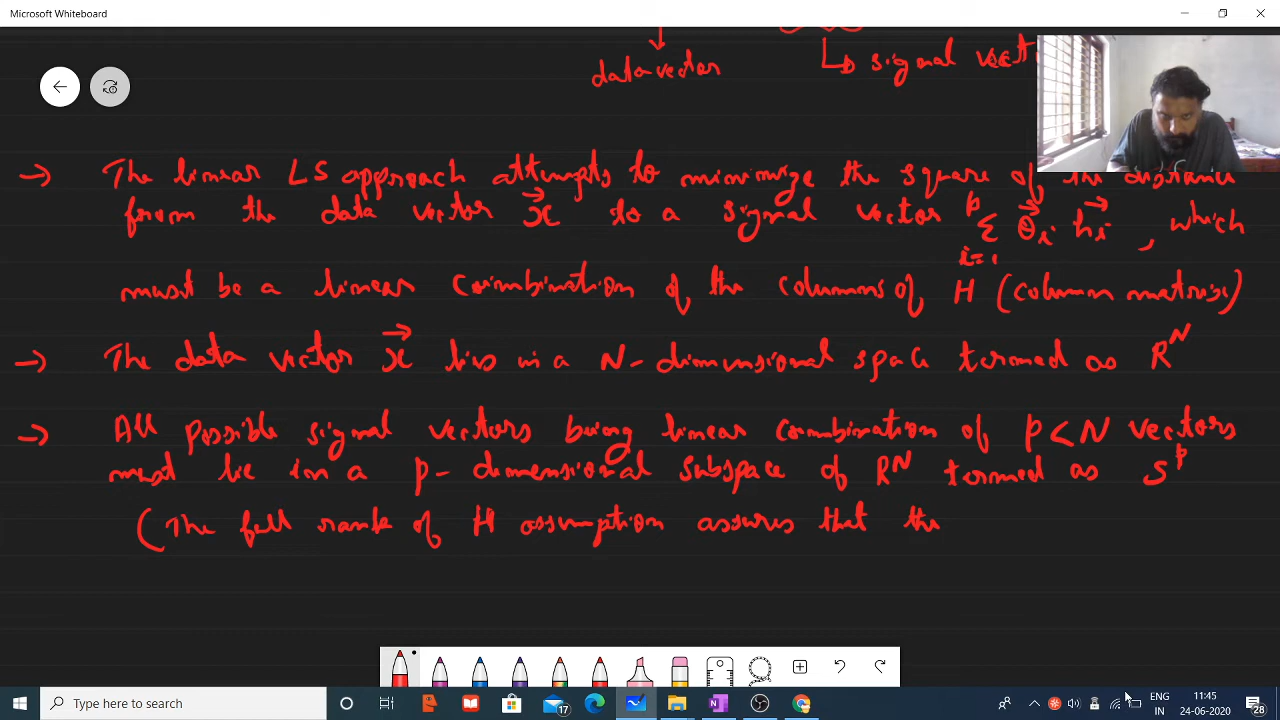 Microsoft Whiteboard
data vector
signal vect
→ The linear LS approach attempts to minimize the square of the distance
from the data vector x⃗ to a signal vector p Σ i=1 θ⃗i h⃗i , which
must be a linear combination of the columns of H (column matrix)
→ The data vector x⃗ lies in a N-dimensional space termed as R^N
→ All possible signal vectors being linear combination of p < N vectors
must lie in a p-dimensional subspace of R^N termed as S^p
(The full rank of H assumption assures that the
Type here to search
17
ENG
IN
11:45
24-06-2020
28